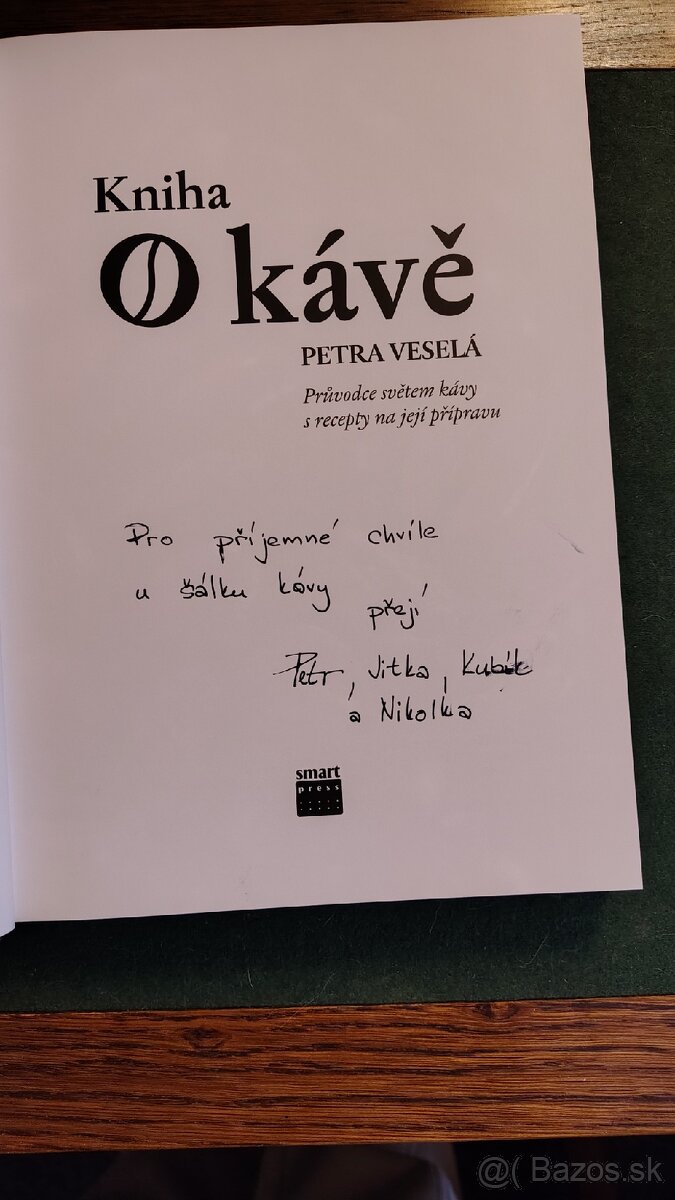 Kniha
O kávě
PETRA VESELÁ
Průvodce světem kávy
s recepty na její přípravu
Pro příjemné chvíle
u šálku kávy
přejí
Petr, Jitka, Kubík
a Nikolka
smart
press
@( Bazos.sk